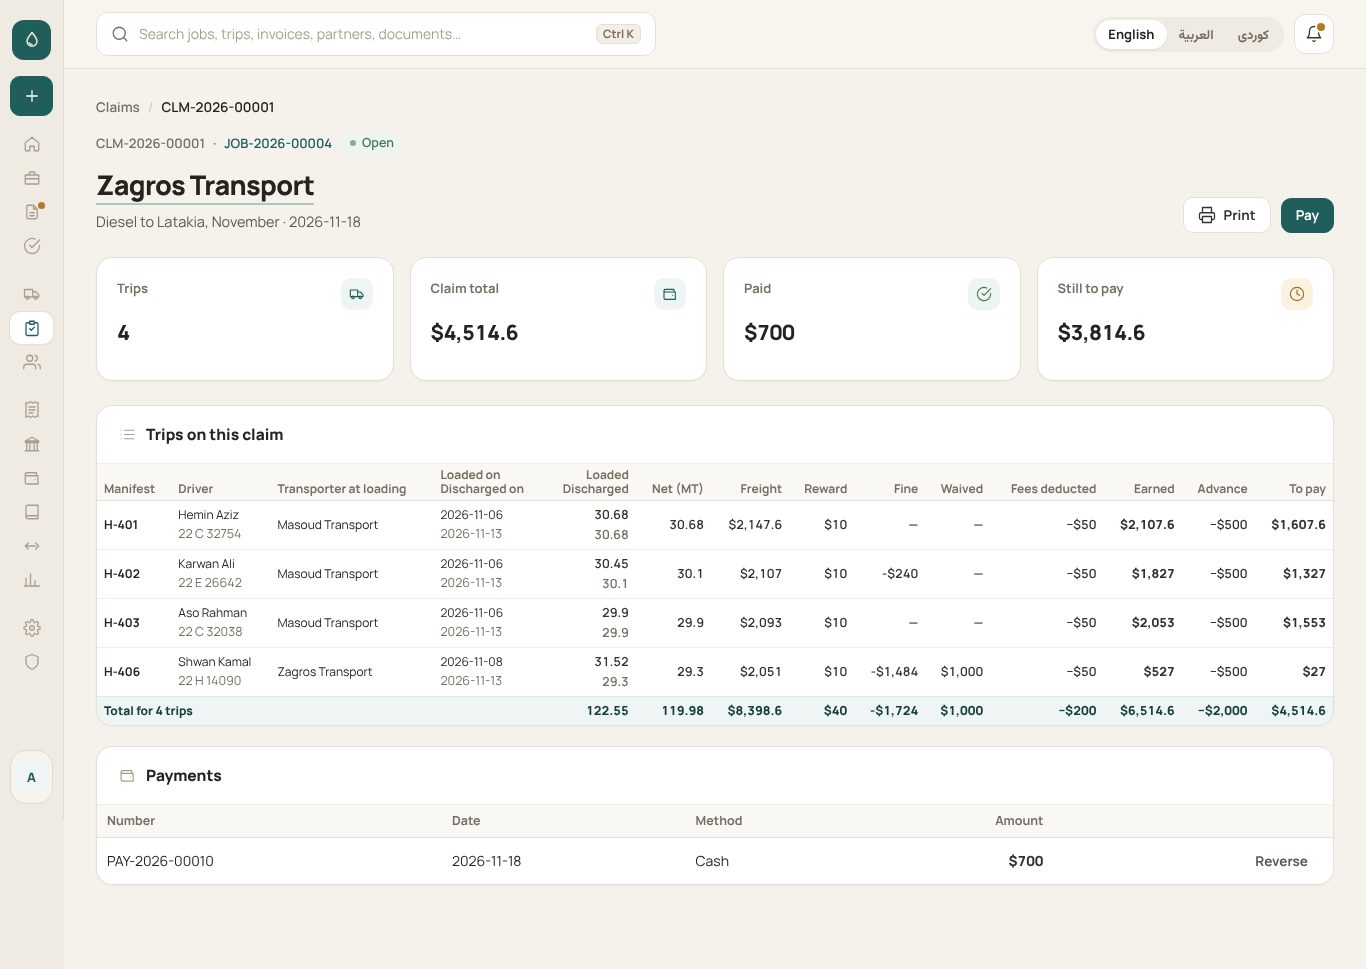 Search jobs, trips, invoices, partners, documents...
Ctrl K
English
العربية
كوردی
Claims / CLM-2026-00001
CLM-2026-00001 · JOB-2026-00004 Open
Zagros Transport
Diesel to Latakia, November · 2026-11-18
Print
Pay
Trips
4
Claim total
$4,514.6
Paid
$700
Still to pay
$3,814.6
Trips on this claim
Manifest Driver Transporter at loading Loaded on Discharged on Loaded Discharged Net (MT) Freight Reward Fine Waived Fees deducted Earned Advance To pay
H-401 Hemin Aziz 22 C 32754 Masoud Transport 2026-11-06 2026-11-13 30.68 30.68 30.68 $2,147.6 $10 — — −$50 $2,107.6 −$500 $1,607.6
H-402 Karwan Ali 22 E 26642 Masoud Transport 2026-11-06 2026-11-13 30.45 30.1 30.1 $2,107 $10 -$240 — −$50 $1,827 −$500 $1,327
H-403 Aso Rahman 22 C 32038 Masoud Transport 2026-11-06 2026-11-13 29.9 29.9 29.9 $2,093 $10 — — −$50 $2,053 −$500 $1,553
H-406 Shwan Kamal 22 H 14090 Zagros Transport 2026-11-08 2026-11-13 31.52 29.3 29.3 $2,051 $10 -$1,484 $1,000 −$50 $527 −$500 $27
Total for 4 trips 122.55 119.98 $8,398.6 $40 -$1,724 $1,000 −$200 $6,514.6 −$2,000 $4,514.6
Payments
Number Date Method Amount
PAY-2026-00010 2026-11-18 Cash $700 Reverse
A